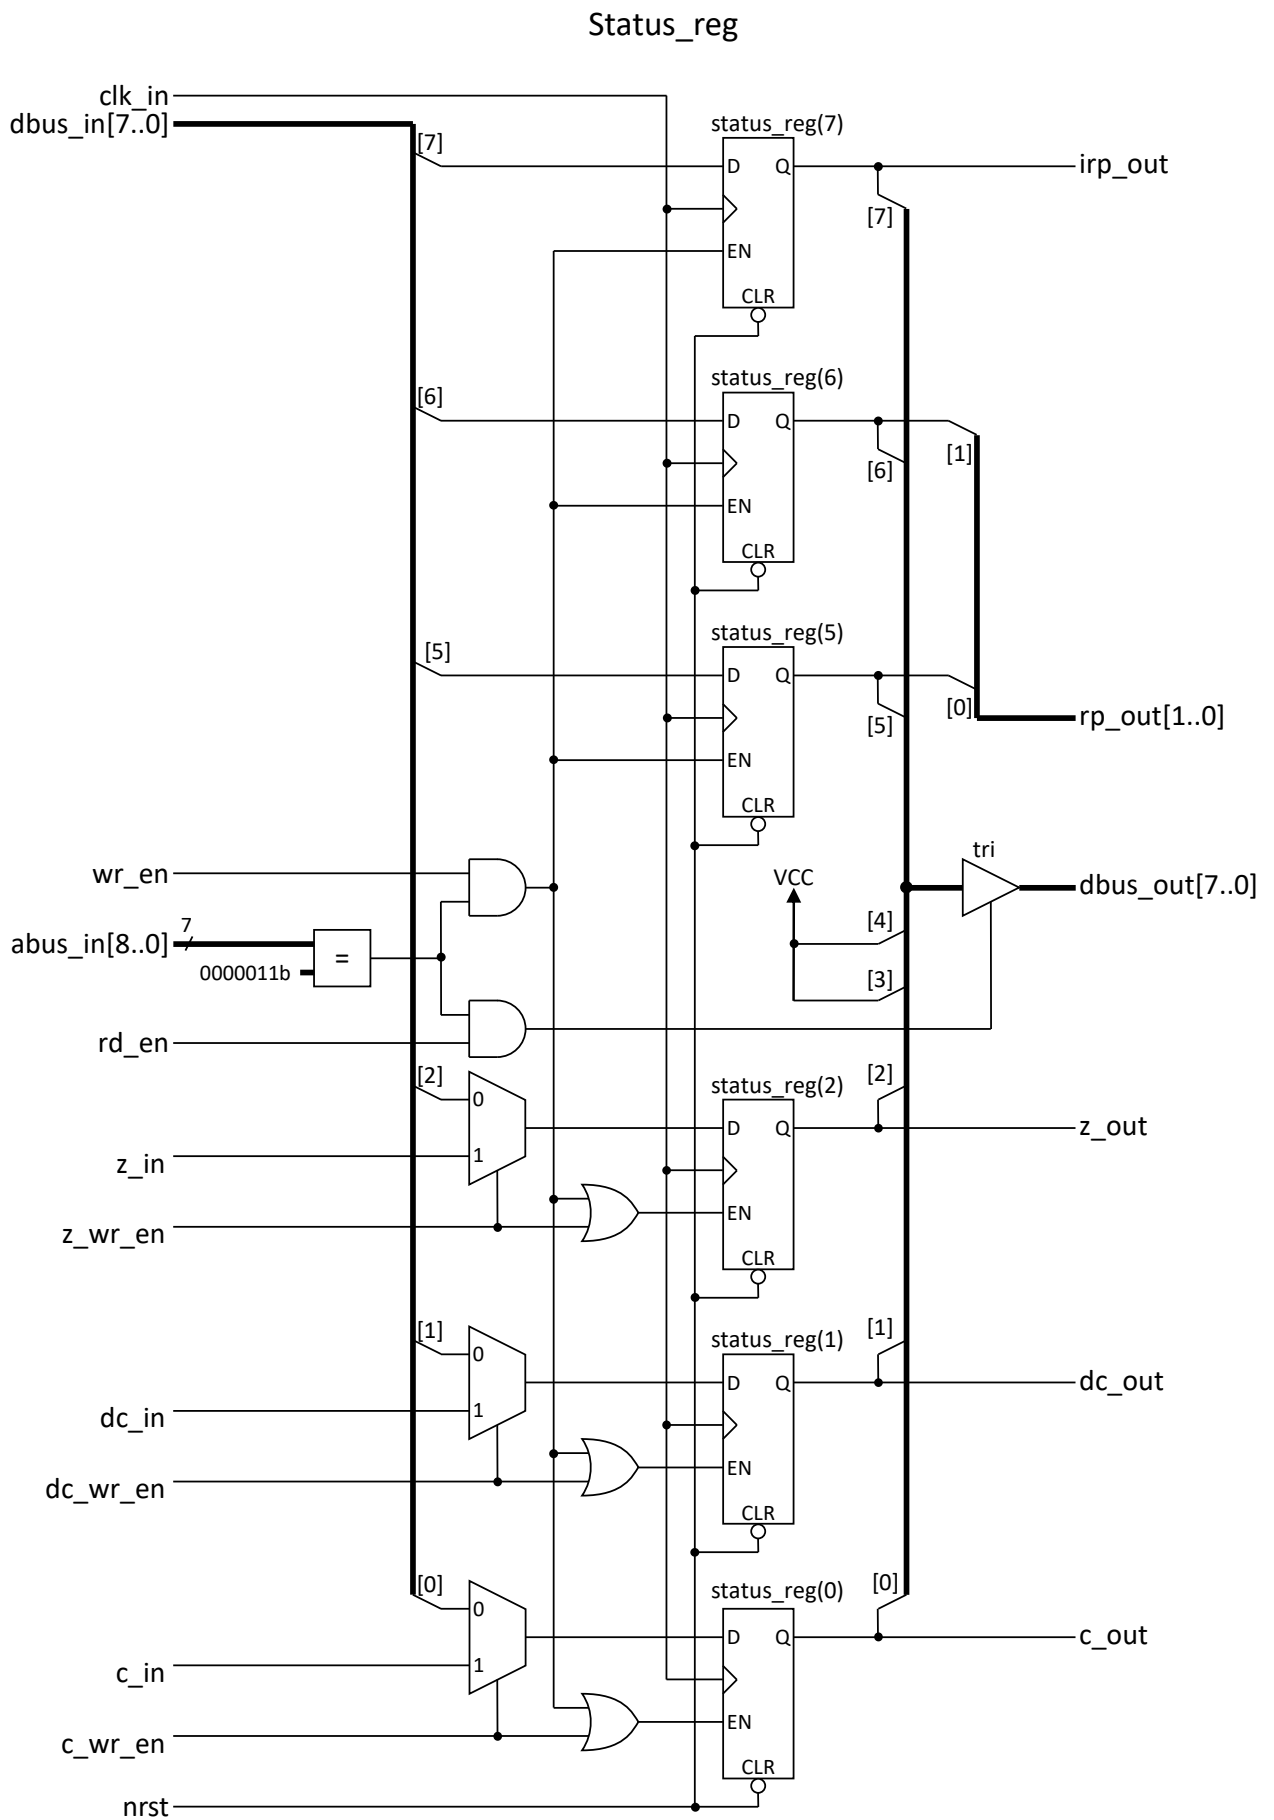 Status_reg
clk_in
dbus_in[7..0]
status_reg(7)
[7]
D Q
irp_out
[7]
EN
CLR
status_reg(6)
[6]
D Q
[1]
[6]
EN
CLR
status_reg(5)
[5]
D Q
[0]
[5]
rp_out[1..0]
EN
CLR
tri
wr_en
VCC
dbus_out[7..0]
7
[4]
abus_in[8..0]
=
0000011b
[3]
rd_en
[2]
status_reg(2)
[2]
0
D Q
z_out
z_in
1
EN
z_wr_en
CLR
[1]
status_reg(1)
[1]
0
D Q
dc_out
dc_in
1
EN
dc_wr_en
CLR
[0]
status_reg(0)
[0]
0
D Q
c_out
c_in
1
EN
c_wr_en
CLR
nrst